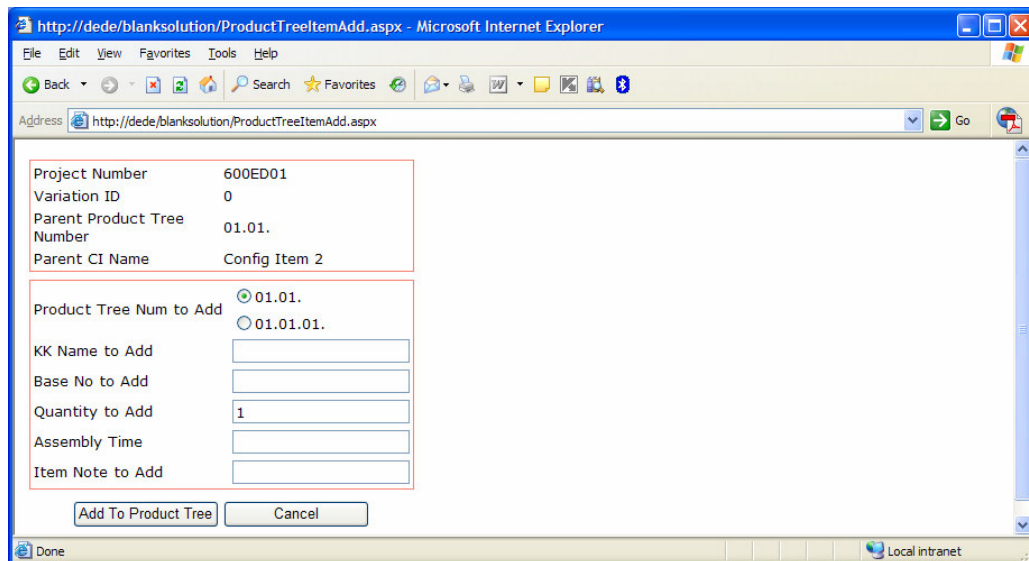 http://dede/blanksolution/ProductTreeItemAdd.aspx - Microsoft Internet Explorer
File Edit View Favorites Tools Help
Back Search Favorites
Address http://dede/blanksolution/ProductTreeItemAdd.aspx Go
Project Number 600ED01
Variation ID 0
Parent Product Tree
Number 01.01.
Parent CI Name Config Item 2
Product Tree Num to Add 01.01.
01.01.01.
KK Name to Add
Base No to Add
Quantity to Add 1
Assembly Time
Item Note to Add
Add To Product Tree Cancel
Done Local intranet